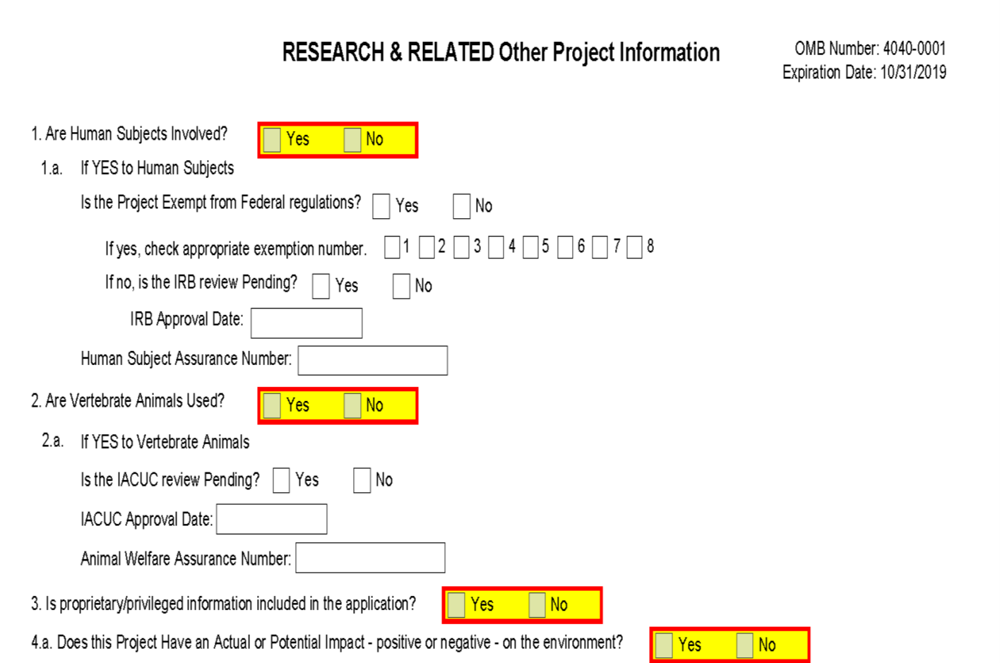 RESEARCH & RELATED Other Project Information
OMB Number: 4040-0001
Expiration Date: 10/31/2019
1. Are Human Subjects Involved? Yes No
1.a. If YES to Human Subjects
Is the Project Exempt from Federal regulations? Yes No
If yes, check appropriate exemption number. 1 2 3 4 5 6 7 8
If no, is the IRB review Pending? Yes No
IRB Approval Date:
Human Subject Assurance Number:
2. Are Vertebrate Animals Used? Yes No
2.a. If YES to Vertebrate Animals
Is the IACUC review Pending? Yes No
IACUC Approval Date:
Animal Welfare Assurance Number:
3. Is proprietary/privileged information included in the application? Yes No
4.a. Does this Project Have an Actual or Potential Impact - positive or negative - on the environment? Yes No